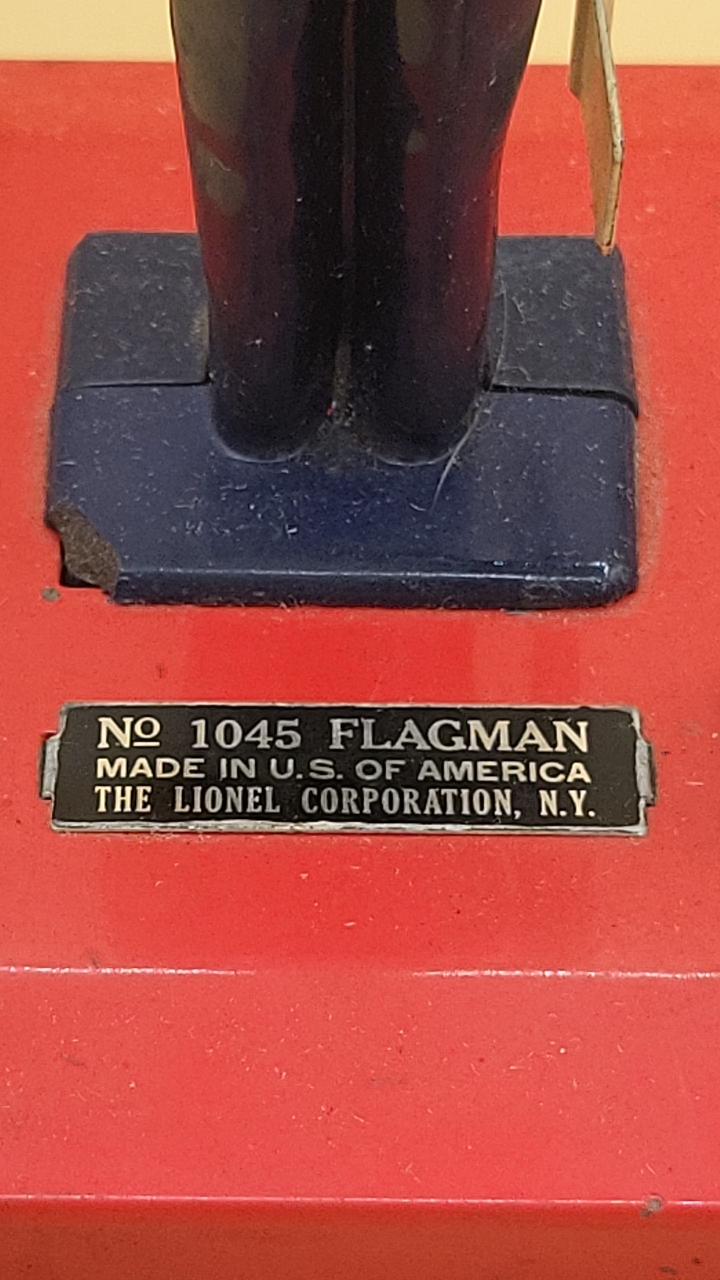 Nº 1045 FLAGMAN
MADE IN U.S. OF AMERICA
THE LIONEL CORPORATION, N.Y.